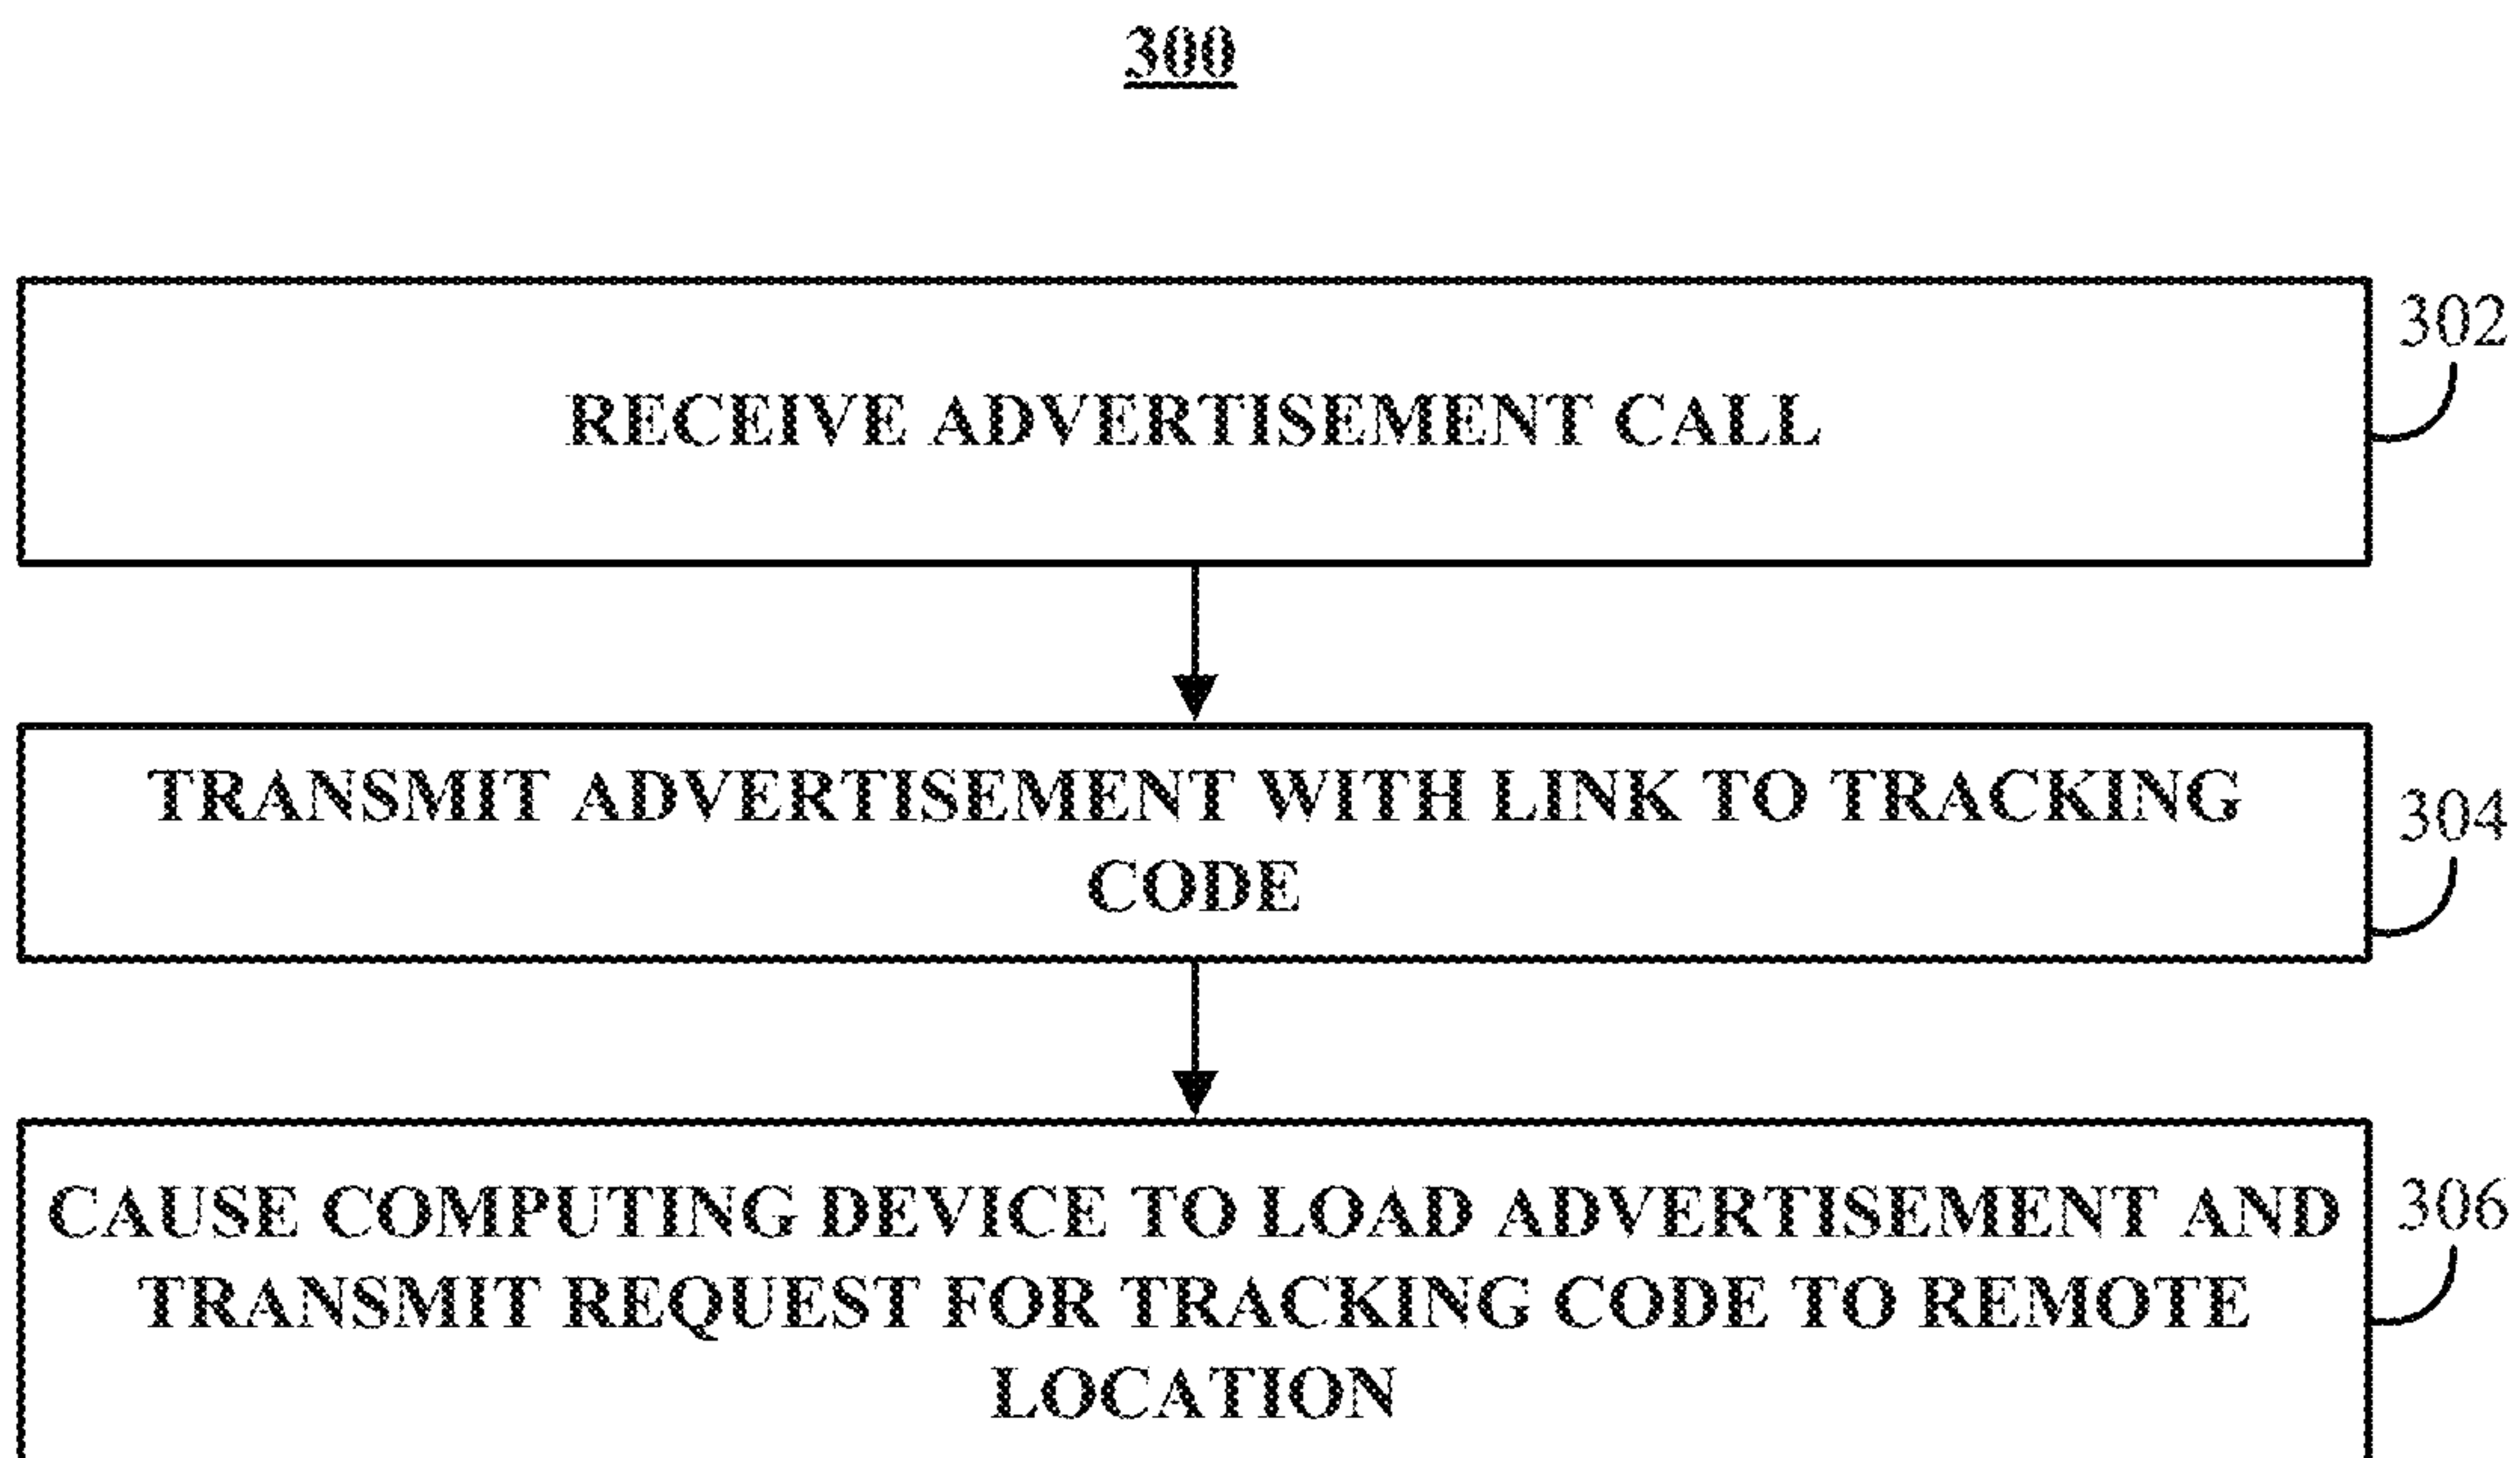 300
302
RECEIVE ADVERTISEMENT CALL
TRANSMIT ADVERTISEMENT WITH LINK TO TRACKING
304
CODE
CAUSE COMPUTING DEVICE TO LOAD ADVERTISEMENT AND
306
TRANSMIT REQUEST FOR TRACKING CODE TO REMOTE
LOCATION